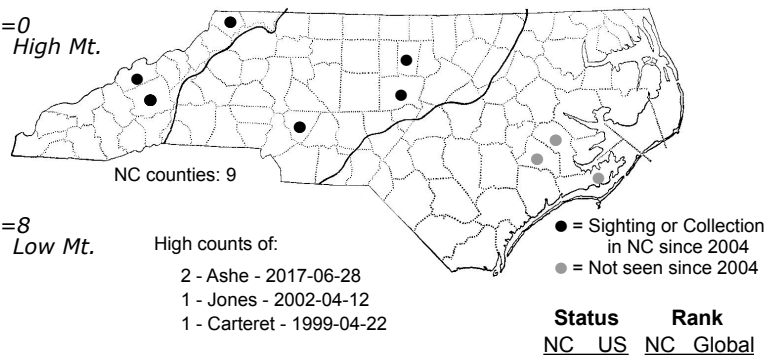 =0
High Mt.
NC counties: 9
=8
Low Mt.
High counts of:
2 - Ashe - 2017-06-28
1 - Jones - 2002-04-12
1 - Carteret - 1999-04-22
= Sighting or Collection
in NC since 2004
= Not seen since 2004
Status Rank
NC US NC Global